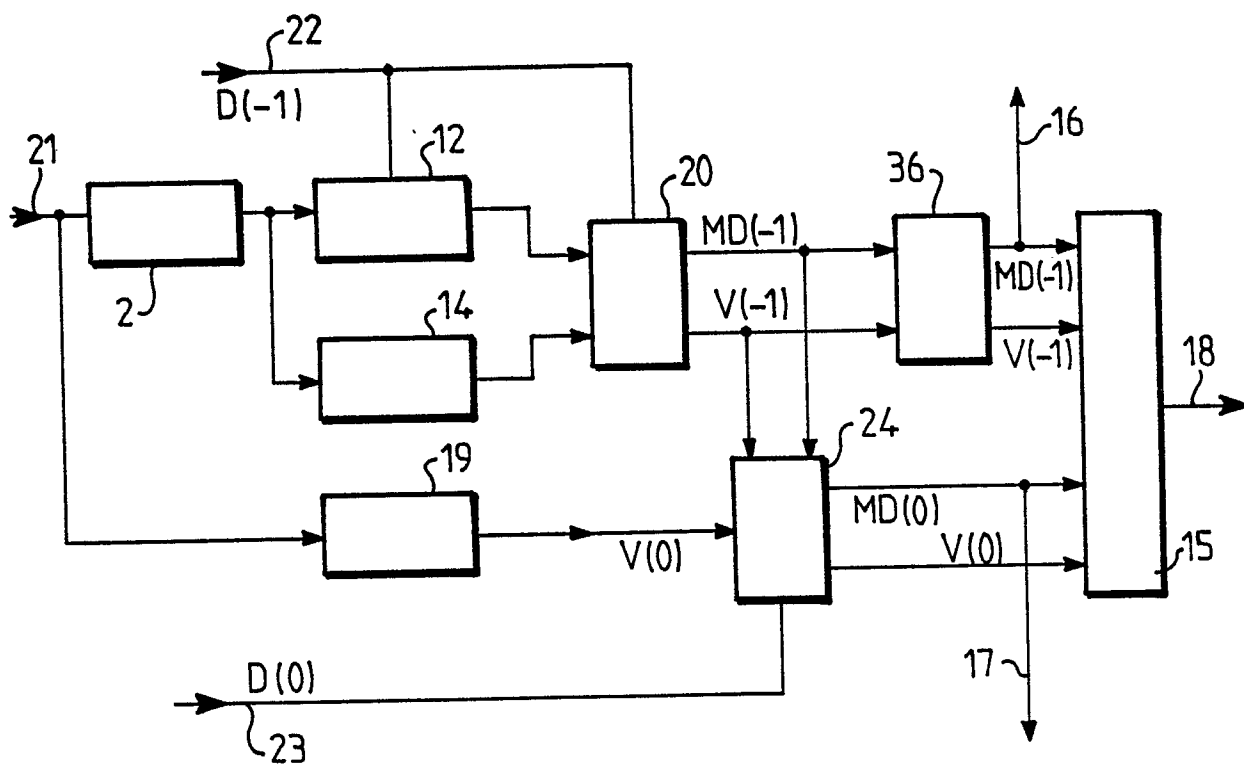 22
D(-1)
21
12
16
20
36
MD(-1)
MD(-1)
2
14
V(-1)
V(-1)
18
24
19
MD(0)
V(0)
V(0)
15
D(0)
17
23